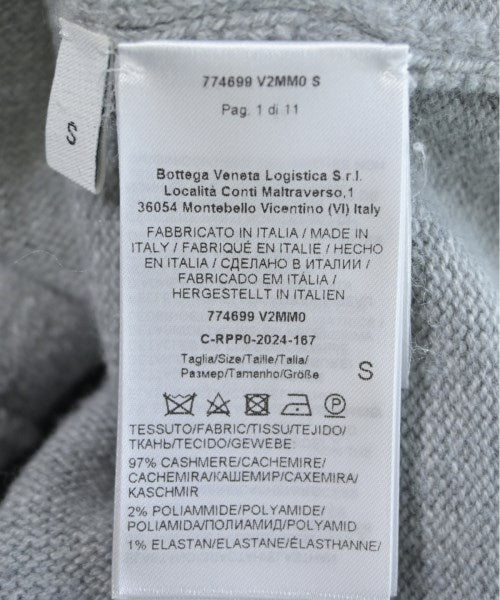 S
774699 V2MM0 S
Pag. 1 di 11
Bottega Veneta Logistica S r l.
Località Conti Maltraverso,1
36054 Montebello Vicentino (VI) Italy
FABBRICATO IN ITALIA / MADE IN
ITALY / FABRIQUÉ EN ITALIE / HECHO
EN ITALIA / СДЕЛАНО В ИТАЛИИ /
FABRICADO EM ITÁLIA /
HERGESTELLT IN ITALIEN
774699 V2MM0
C-RPP0-2024-167
Taglia/Size/Taille/Talla/
Размер/Tamanho/Größe
S
P
TESSUTO/FABRIC/TISSU/TEJIDO/
ТКАНЬ/TECIDO/GEWEBE:
97% CASHMERE/CACHEMIRE/
CACHEMIRA/КАШЕМИР/CAXEMIRA/
KASCHMIR
2% POLIAMMIDE/POLYAMIDE/
POLIAMIDA/ПОЛИАМИД/POLYAMID
1% ELASTAN/ELASTANE/ÉLASTHANNE/